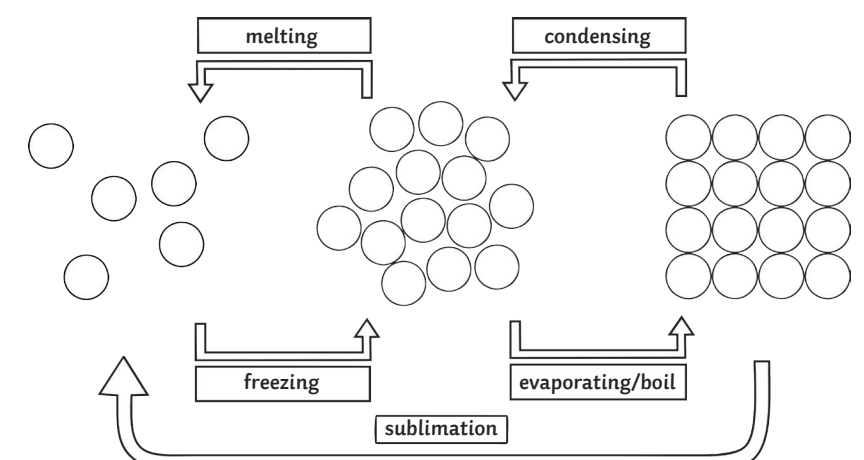 melting
condensing
freezing
evaporating/boil
sublimation